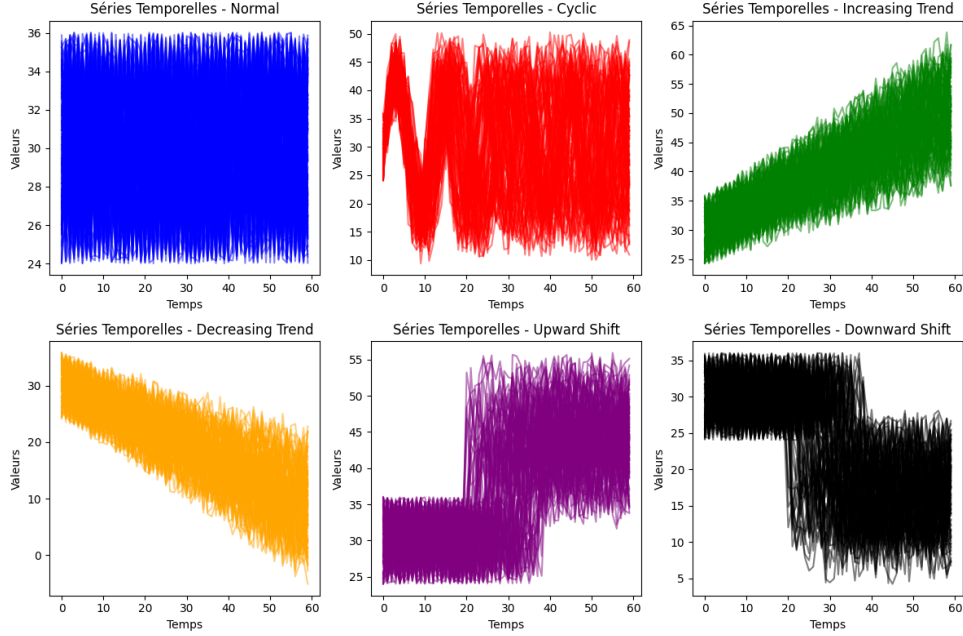 Séries Temporelles - Normal
Valeurs
36
34
32
30
28
26
24
0 10 20 30 40 50 60
Temps
Séries Temporelles - Cyclic
Valeurs
50
45
40
35
30
25
20
15
10
0 10 20 30 40 50 60
Temps
Séries Temporelles - Increasing Trend
Valeurs
65
60
55
50
45
40
35
30
25
0 10 20 30 40 50 60
Temps
Séries Temporelles - Decreasing Trend
Valeurs
30
20
10
0
0 10 20 30 40 50 60
Temps
Séries Temporelles - Upward Shift
Valeurs
55
50
45
40
35
30
25
0 10 20 30 40 50 60
Temps
Séries Temporelles - Downward Shift
Valeurs
35
30
25
20
15
10
5
0 10 20 30 40 50 60
Temps